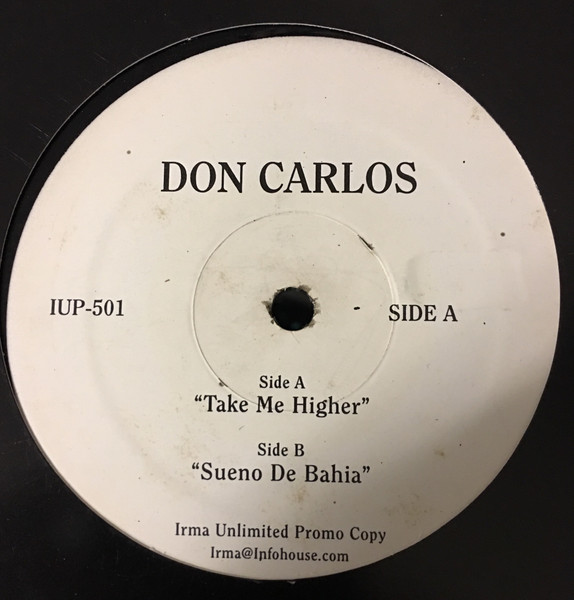 DON CARLOS
IUP-501
SIDE A
Side A
“Take Me Higher”
Side B
“Sueno De Bahia”
Irma Unlimited Promo Copy
Irma@Infohouse.com